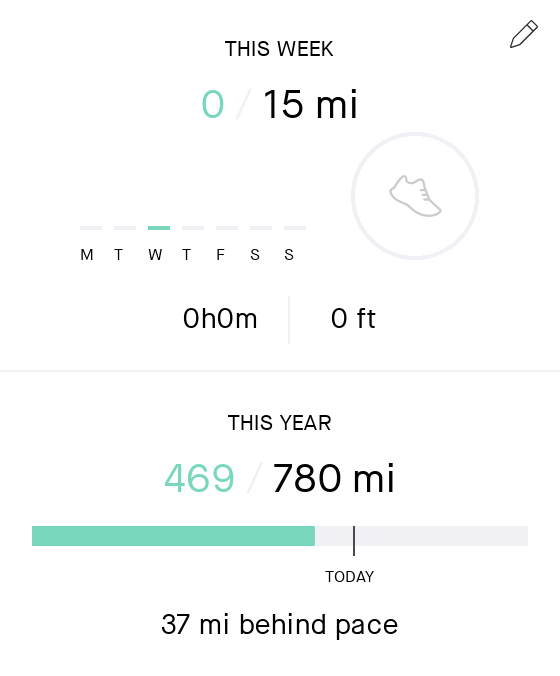 THIS WEEK
0 / 15 mi
M T W T F S S
0h0m 0 ft
THIS YEAR
469 / 780 mi
TODAY
37 mi behind pace